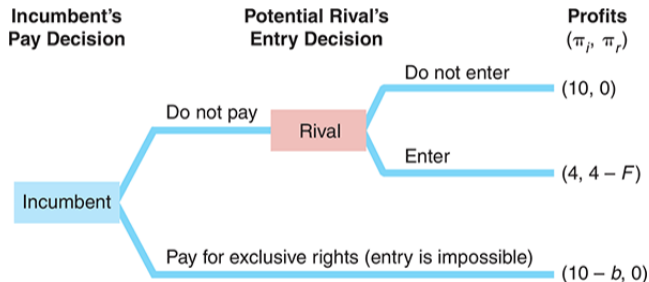 Incumbent's
Pay Decision
Potential Rival's
Entry Decision
Profits
(πᵢ, πᵣ)
Do not enter
(10, 0)
Do not pay
Rival
Enter
(4, 4 – F)
Incumbent
Pay for exclusive rights (entry is impossible)
(10 – b, 0)